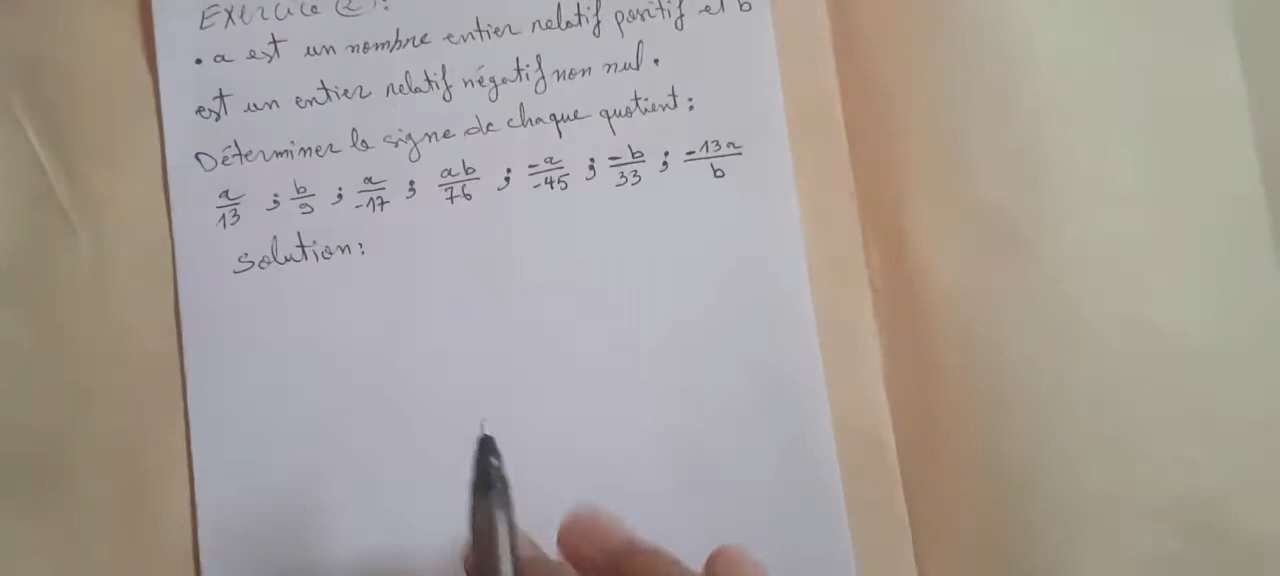 Exercice (2):
• a est un nombre entier relatif positif et b
est un entier relatif négatif non nul.
Déterminer le signe de chaque quotient:
a/13 ; b/9 ; a/-17 ; ab/76 ; -a/-45 ; -b/33 ; -13a/b
Solution: